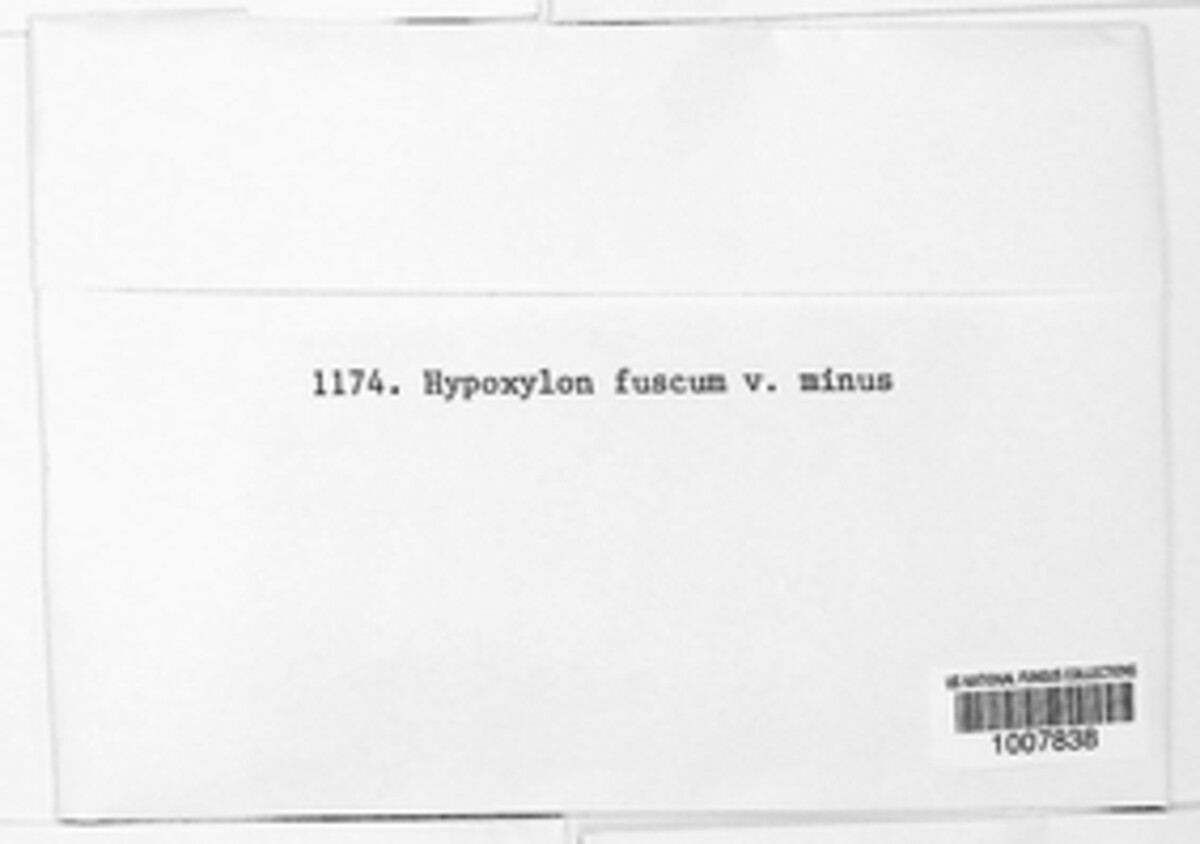 1174. Hypoxylon fuscum v. minus
US NATIONAL FUNGUS COLLECTIONS
1007838